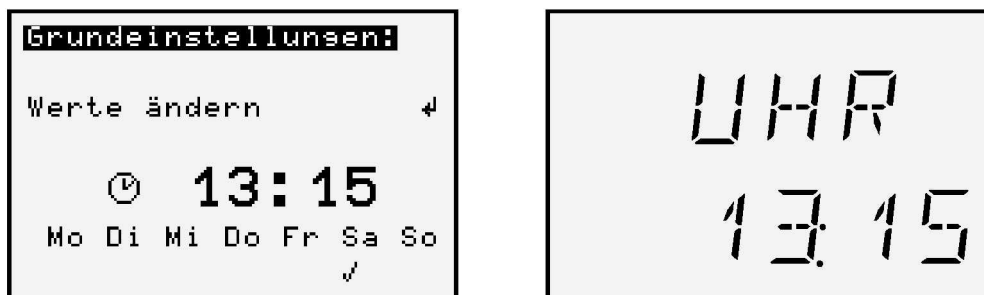 Grundeinstellungen:
Werte ändern ↲
13:15
Mo Di Mi Do Fr Sa So
✓
UHR
13:15